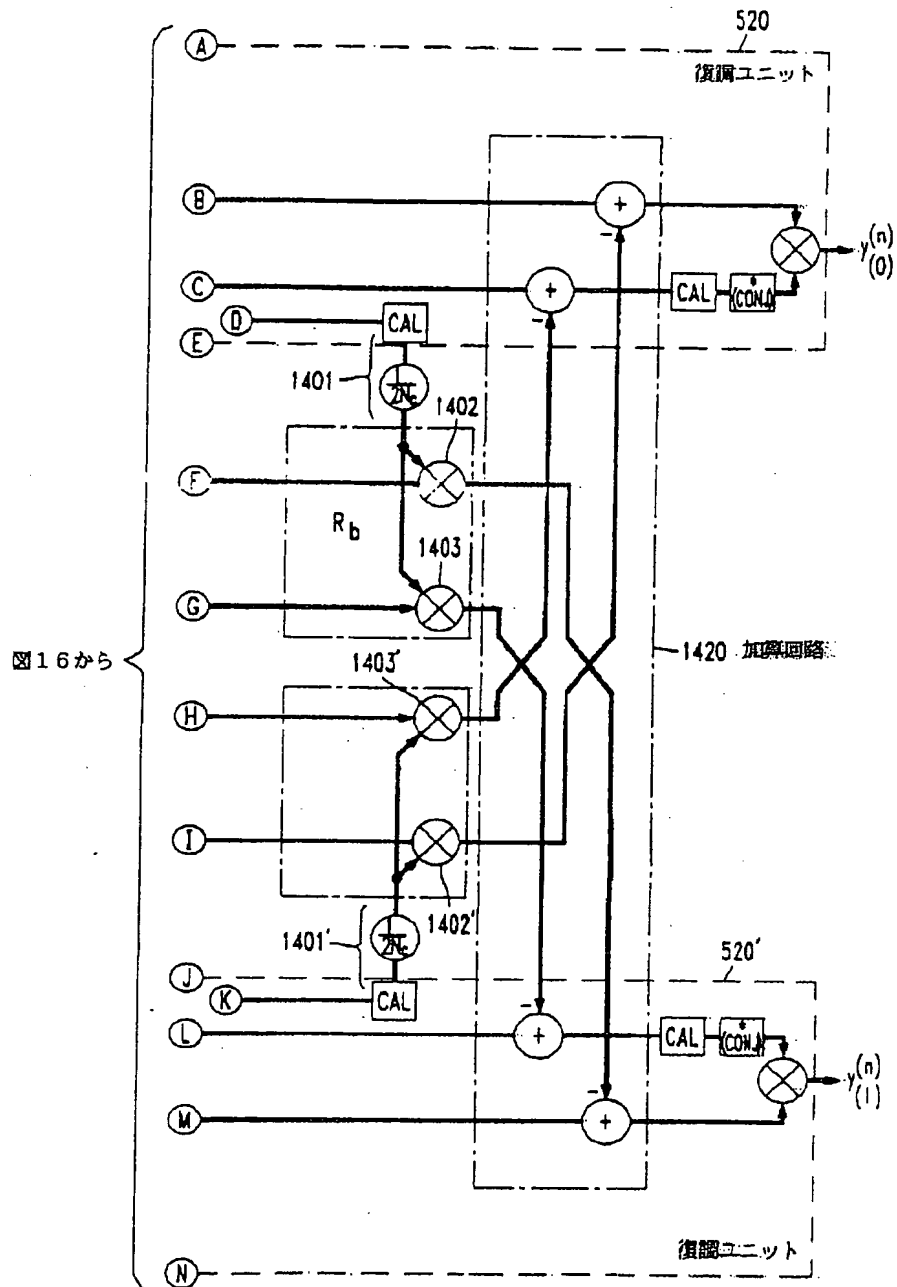 520
A
復調ユニット
B
+
-
y(n)(0)
C
+
-
CAL
*
(CONJ)
D
CAL
E
1401
1402
F
Rb
1403
G
図16から
1420 加算回路
1403'
H
I
1402'
1401'
520'
J
K
CAL
-
L
+
CAL
*
(CONJ)
y(n)(1)
-
M
+
復調ユニット
N